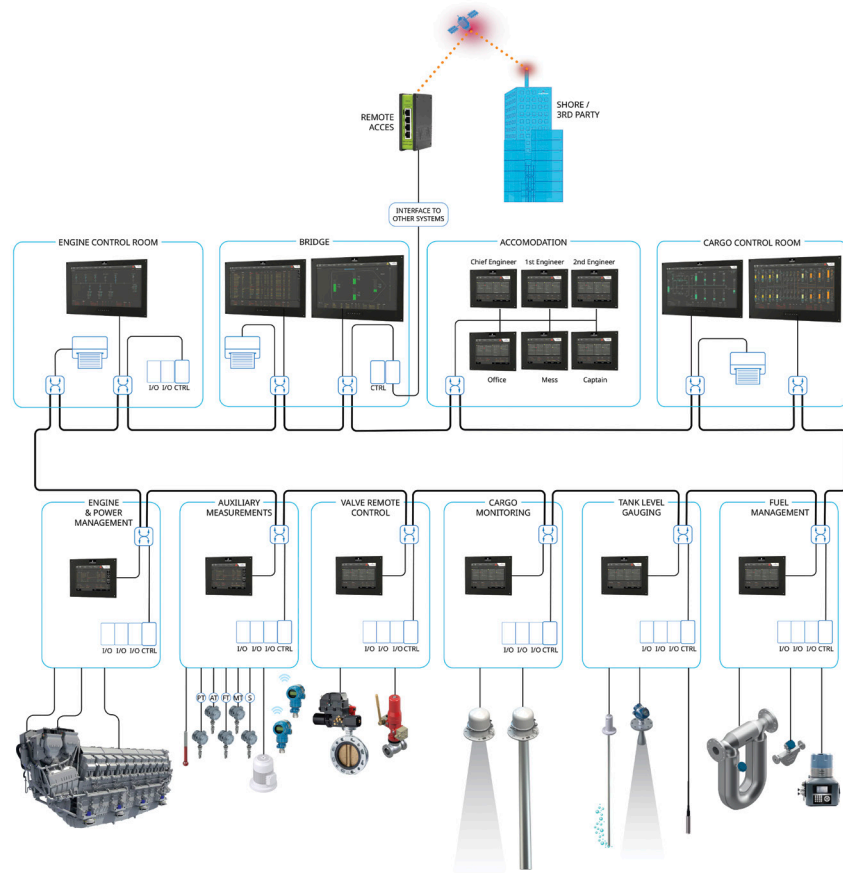 REMOTE
ACCES
SHORE /
3RD PARTY
INTERFACE TO
OTHER SYSTEMS
ENGINE CONTROL ROOM
BRIDGE
ACCOMODATION
CARGO CONTROL ROOM
Chief Engineer
1st Engineer
2nd Engineer
I/O I/O CTRL
CTRL
Office
Mess
Captain
ENGINE
& POWER
MANAGEMENT
AUXILIARY
MEASUREMENTS
VALVE REMOTE
CONTROL
CARGO
MONITORING
TANK LEVEL
GAUGING
FUEL
MANAGEMENT
I/O I/O I/O CTRL
I/O I/O I/O CTRL
I/O I/O I/O CTRL
I/O I/O I/O CTRL
I/O I/O I/O CTRL
I/O I/O I/O CTRL
PT AT FT MT S